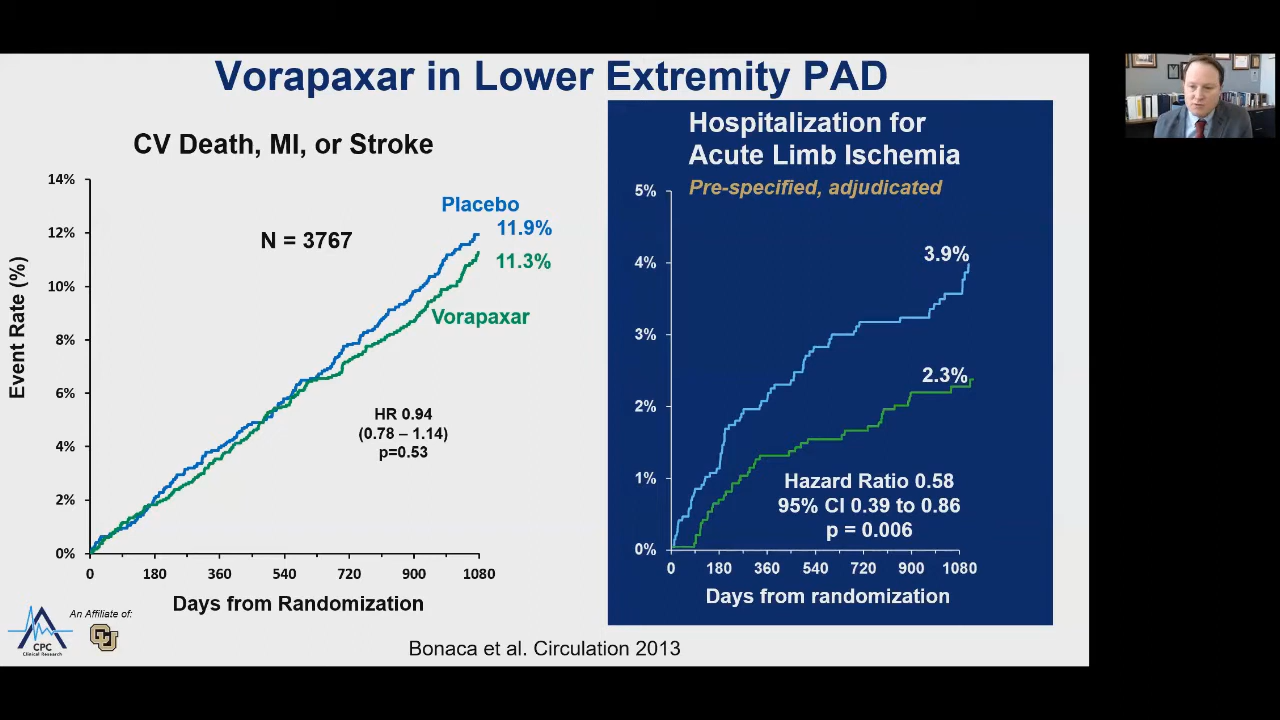 Vorapaxar in Lower Extremity PAD
CV Death, MI, or Stroke
14%
12%
10%
8%
6%
4%
2%
0%
Event Rate (%)
N = 3767
Placebo
11.9%
11.3%
Vorapaxar
HR 0.94
(0.78 – 1.14)
p=0.53
0 180 360 540 720 900 1080
Days from Randomization
Hospitalization for
Acute Limb Ischemia
Pre-specified, adjudicated
5%
4%
3%
2%
1%
0%
3.9%
2.3%
Hazard Ratio 0.58
95% CI 0.39 to 0.86
p = 0.006
0 180 360 540 720 900 1080
Days from randomization
An Affiliate of:
CPC
Clinical Research
CU
Bonaca et al. Circulation 2013